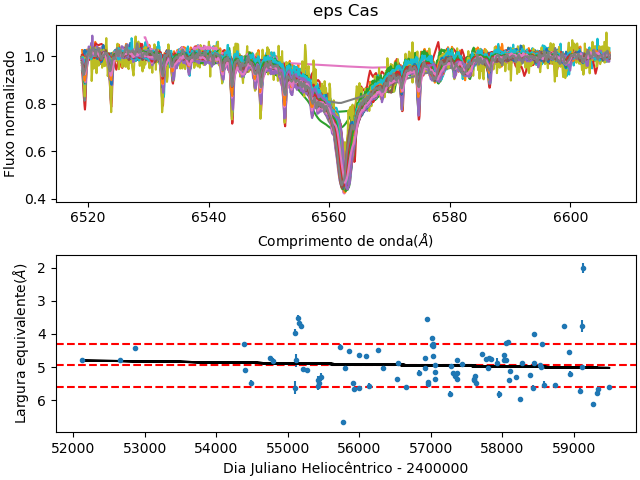 eps Cas
Fluxo normalizado
1.0
0.8
0.6
0.4
6520 6540 6560 6580 6600
Comprimento de onda(Å)
Largura equivalente(Å)
2
3
4
5
6
52000 53000 54000 55000 56000 57000 58000 59000
Dia Juliano Heliocêntrico - 2400000